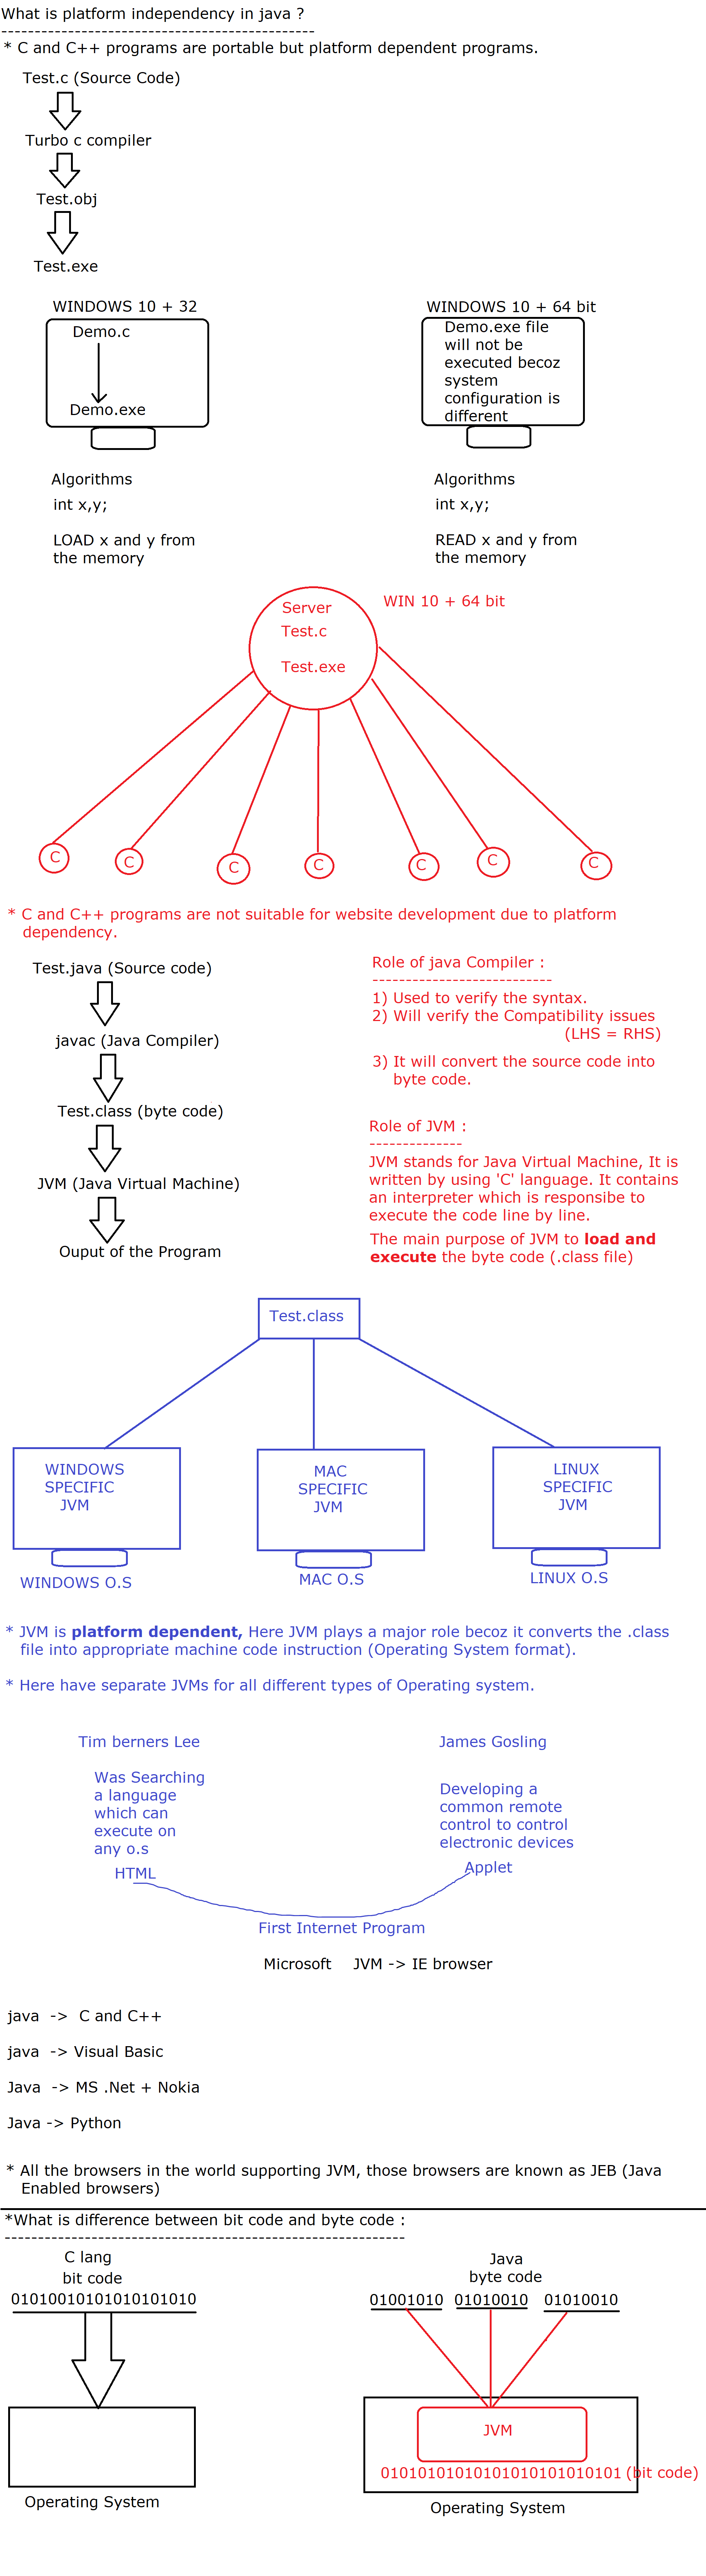 What is platform independency in java ?
-----------------------------------------------
* C and C++ programs are portable but platform dependent programs.
Test.c (Source Code)
Turbo c compiler
Test.obj
Test.exe
WINDOWS 10 + 32
Demo.c
Demo.exe
WINDOWS 10 + 64 bit
Demo.exe file
will not be
executed becoz
system
configuration is
different
Algorithms
int x,y;
LOAD x and y from
the memory
Algorithms
int x,y;
READ x and y from
the memory
Server
Test.c
Test.exe
WIN 10 + 64 bit
C
C
C
C
C
C
C
* C and C++ programs are not suitable for website development due to platform
dependency.
Test.java (Source code)
javac (Java Compiler)
Test.class (byte code)
JVM (Java Virtual Machine)
Ouput of the Program
Role of java Compiler :
---------------------------
1) Used to verify the syntax.
2) Will verify the Compatibility issues
(LHS = RHS)
3) It will convert the source code into
byte code.
Role of JVM :
--------------
JVM stands for Java Virtual Machine, It is
written by using 'C' language. It contains
an interpreter which is responsibe to
execute the code line by line.
The main purpose of JVM to load and
execute the byte code (.class file)
Test.class
WINDOWS
SPECIFIC
JVM
WINDOWS O.S
MAC
SPECIFIC
JVM
MAC O.S
LINUX
SPECIFIC
JVM
LINUX O.S
* JVM is platform dependent, Here JVM plays a major role becoz it converts the .class
file into appropriate machine code instruction (Operating System format).
* Here have separate JVMs for all different types of Operating system.
Tim berners Lee
Was Searching
a language
which can
execute on
any o.s
HTML
James Gosling
Developing a
common remote
control to control
electronic devices
Applet
First Internet Program
Microsoft JVM -> IE browser
java -> C and C++
java -> Visual Basic
Java -> MS .Net + Nokia
Java -> Python
* All the browsers in the world supporting JVM, those browsers are known as JEB (Java
Enabled browsers)
*What is difference between bit code and byte code :
------------------------------------------------------------
C lang
bit code
01010010101010101010
Operating System
Java
byte code
01001010 01010010 01010010
JVM
01010101010101010101010101 (bit code)
Operating System